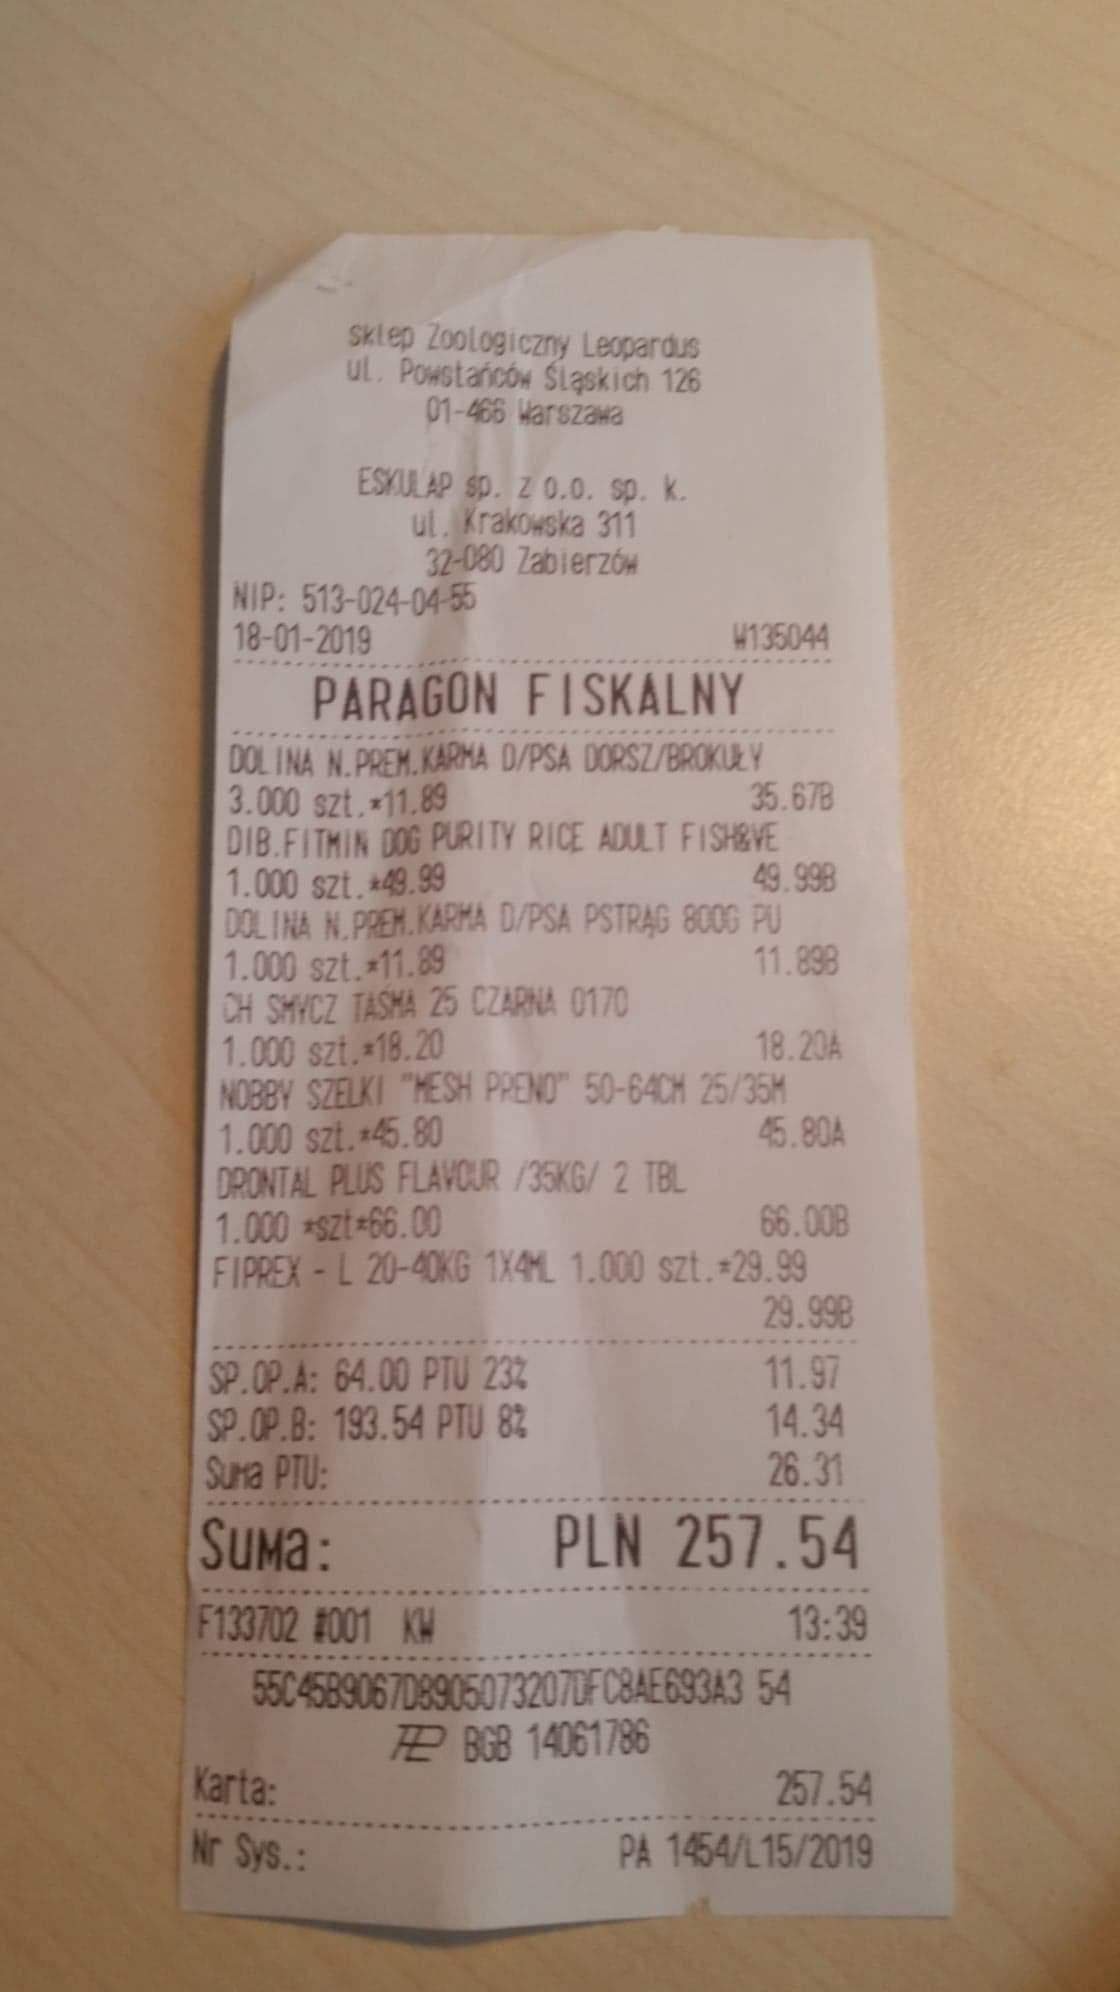 sklep Zoologiczny Leopardus
ul. Powstańców Śląskich 126
01-466 Warszawa
ESKULAP sp. z o.o. sp. k.
ul. Krakowska 311
32-080 Zabierzów
NIP: 513-024-04-55
18-01-2019 W135044
PARAGON FISKALNY
DOLINA N.PREM.KARMA D/PSA DORSZ/BROKUŁY
3.000 szt.*11.89 35.67B
DIB.FITMIN DOG PURITY RICE ADULT FISH&VE
1.000 szt.*49.99 49.99B
DOLINA N.PREM.KARMA D/PSA PSTRĄG 800G PU
1.000 szt.*11.89 11.89B
CH SMYCZ TAŚMA 25 CZARNA 0170
1.000 szt.*18.20 18.20A
NOBBY SZELKI "MESH PRENO" 50-64CM 25/35M
1.000 szt.*45.80 45.80A
DRONTAL PLUS FLAVOUR /35KG/ 2 TBL
1.000 *szt*66.00 66.00B
FIPREX - L 20-40KG 1X4ML 1.000 szt.*29.99
29.99B
SP.OP.A: 64.00 PTU 23% 11.97
SP.OP.B: 193.54 PTU 8% 14.34
Suma PTU: 26.31
Suma: PLN 257.54
F133702 #001 KW 13:39
55C45B9067D8905073207DFC8AE693A3 54
BGB 14061786
Karta: 257.54
Nr Sys.: PA 1454/L15/2019